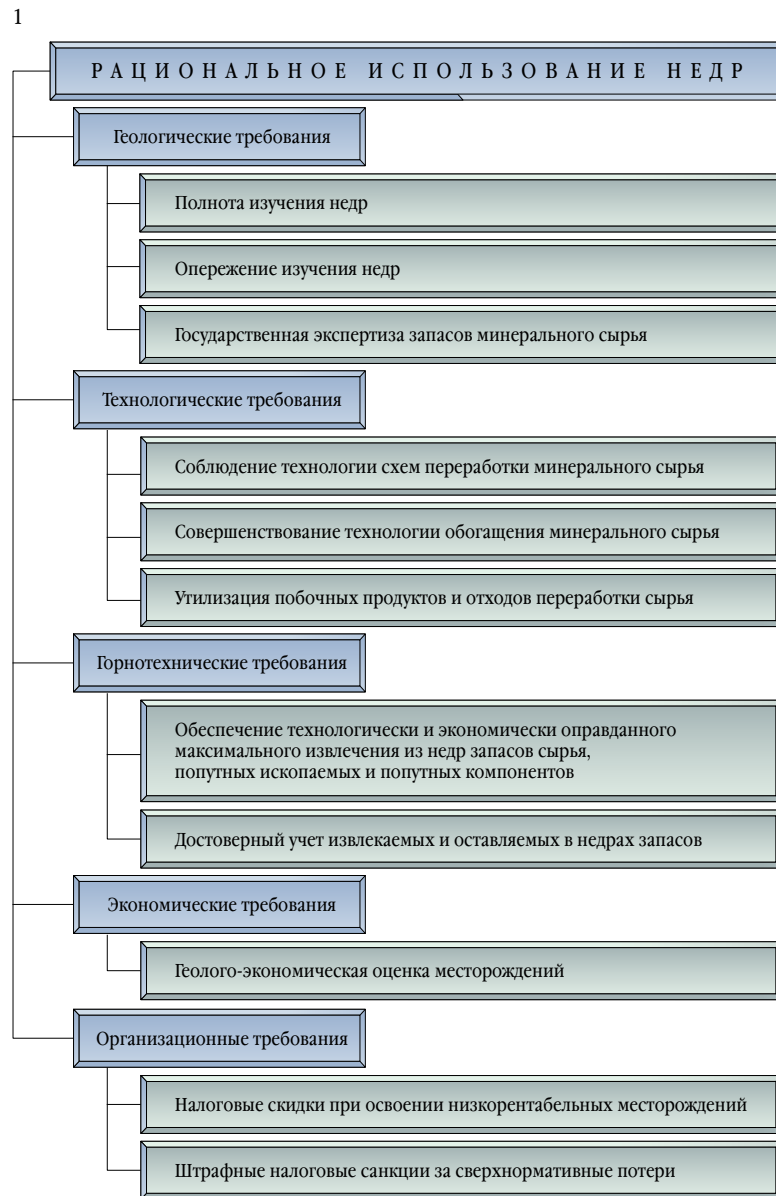 1
РАЦИОНАЛЬНОЕ ИСПОЛЬЗОВАНИЕ НЕДР
Геологические требования
Полнота изучения недр
Опережение изучения недр
Государственная экспертиза запасов минерального сырья
Технологические требования
Соблюдение технологии схем переработки минерального сырья
Совершенствование технологии обогащения минерального сырья
Утилизация побочных продуктов и отходов переработки сырья
Горнотехнические требования
Обеспечение технологически и экономически оправданного
максимального извлечения из недр запасов сырья,
попутных ископаемых и попутных компонентов
Достоверный учет извлекаемых и оставляемых в недрах запасов
Экономические требования
Геолого-экономическая оценка месторождений
Организационные требования
Налоговые скидки при освоении низкорентабельных месторождений
Штрафные налоговые санкции за сверхнормативные потери